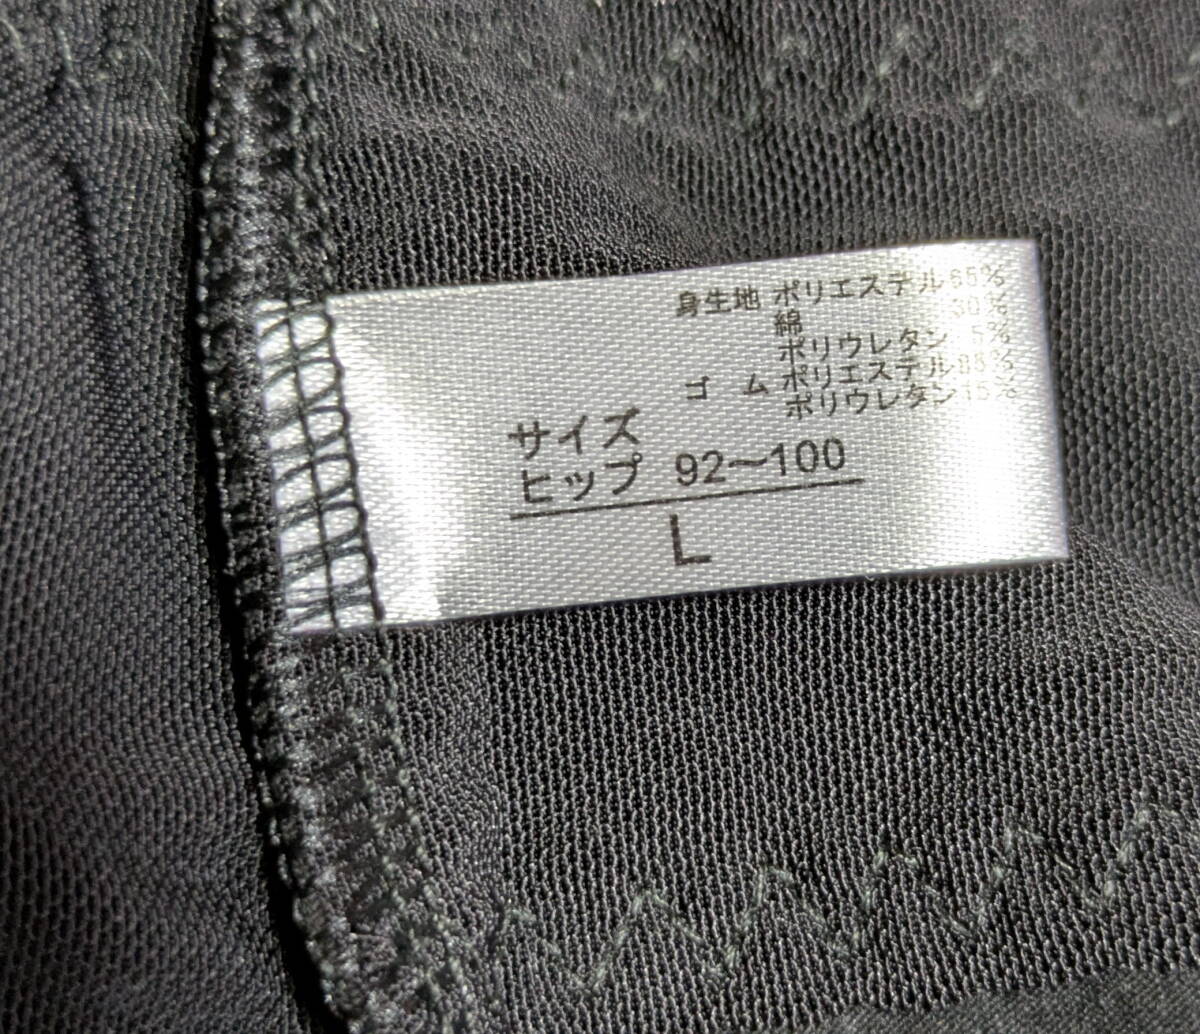 身生地 ポリエステル65%
綿 30%
ポリウレタン 5%
ゴム ポリエステル85%
ポリウレタン15%
サイズ
ヒップ 92~100
L